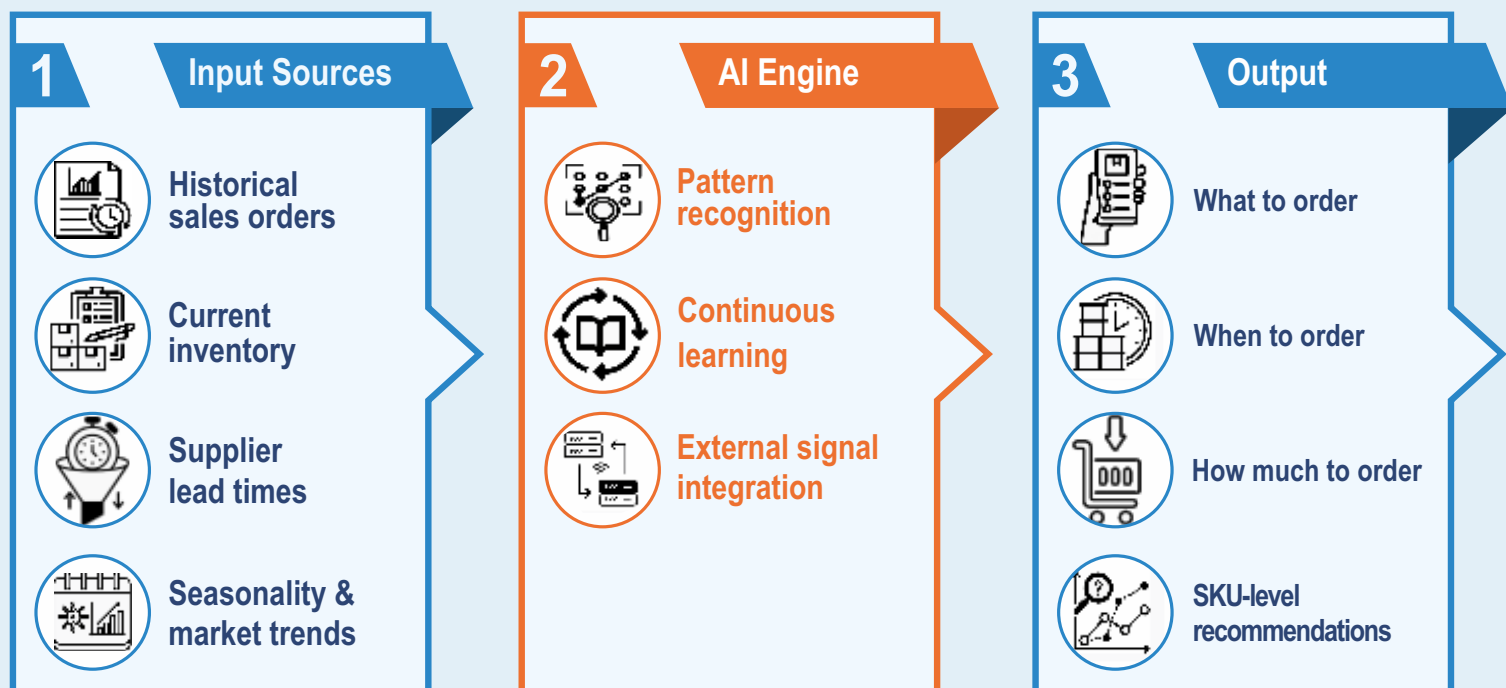 1
Input Sources
Historical
sales orders
Current
inventory
Supplier
lead times
Seasonality &
market trends
2
AI Engine
Pattern
recognition
Continuous
learning
External signal
integration
3
Output
What to order
When to order
How much to order
SKU-level
recommendations